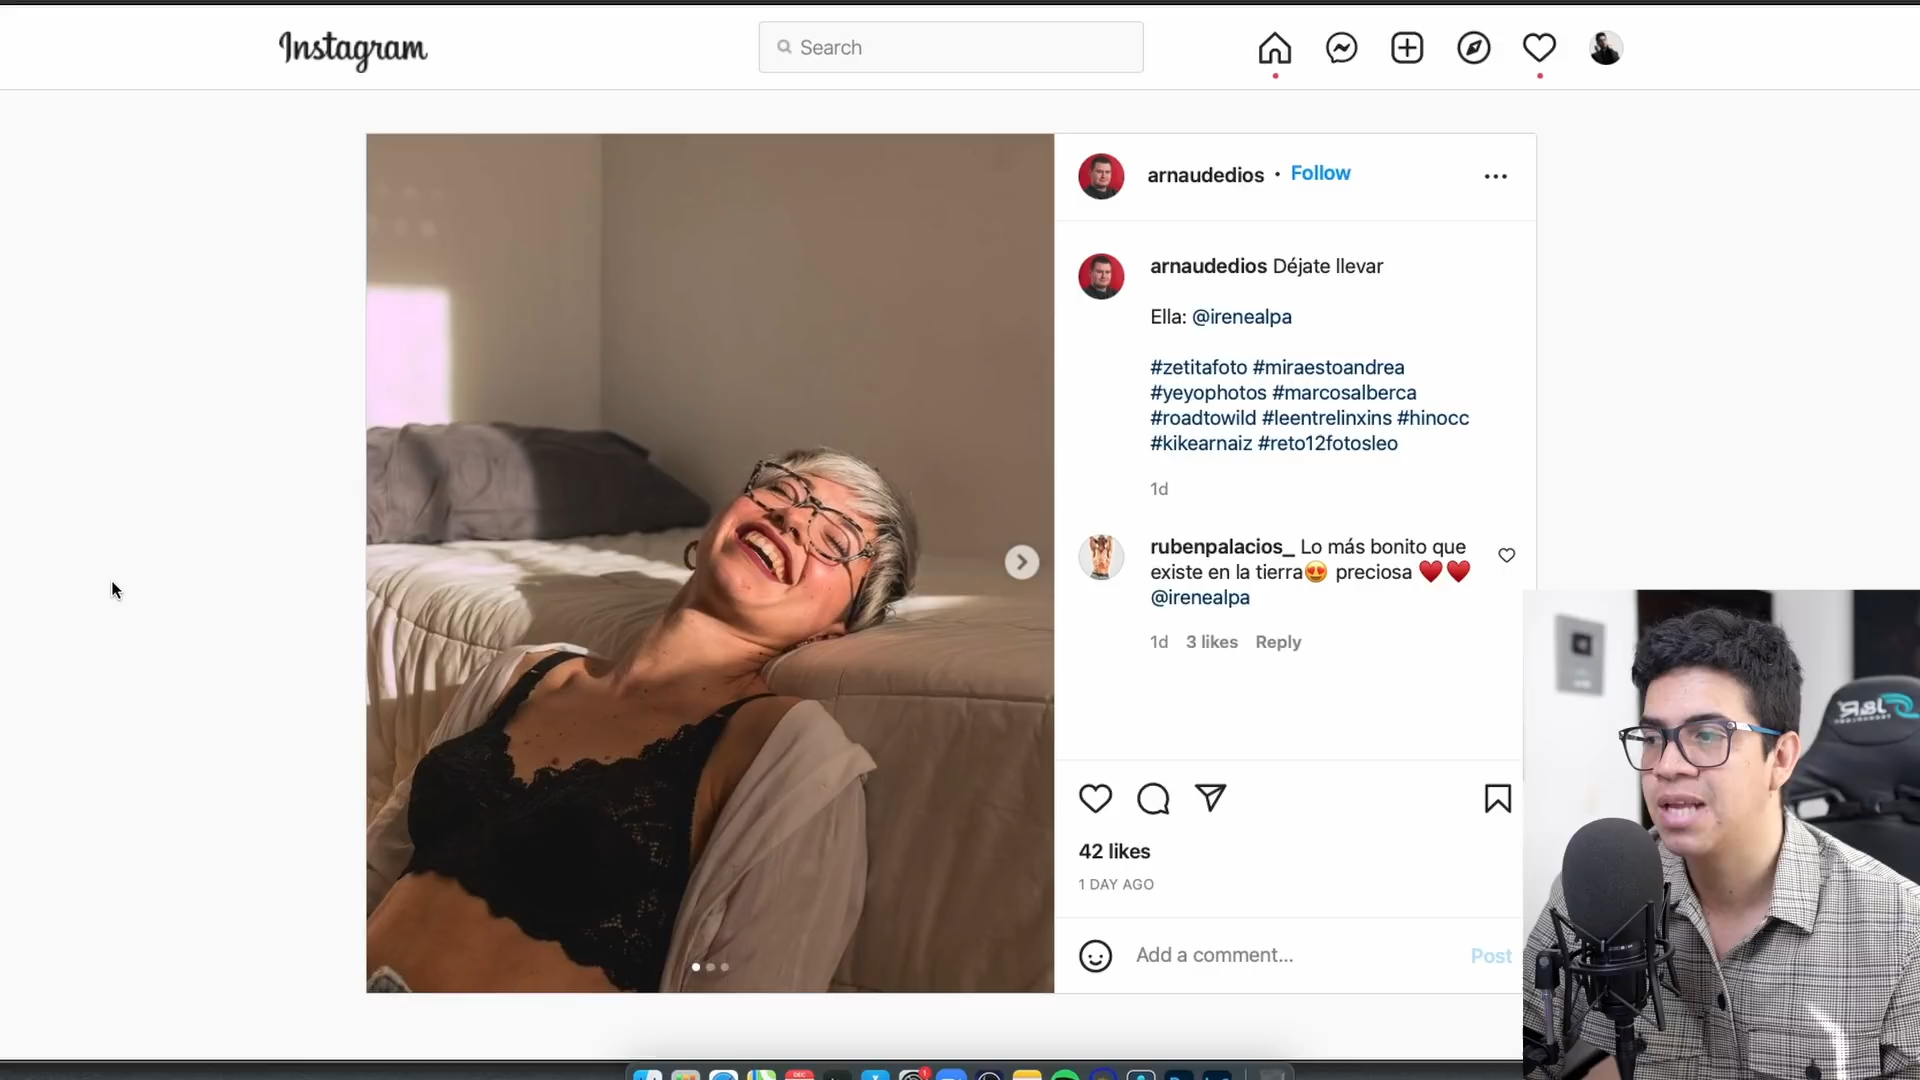 Instagram
Search
arnaudedios • Follow
arnaudedios Déjate llevar
Ella: @irenealpa
#zetitafoto #miraestoandrea
#yeyophotos #marcosalberca
#roadtowild #leentrelinxins #hinocc
#kikearnaiz #reto12fotosleo
1d
rubenpalacios_ Lo más bonito que
existe en la tierra😍 preciosa ❤️❤️
@irenealpa
1d 3 likes Reply
42 likes
1 DAY AGO
Add a comment... Post
DEC
1